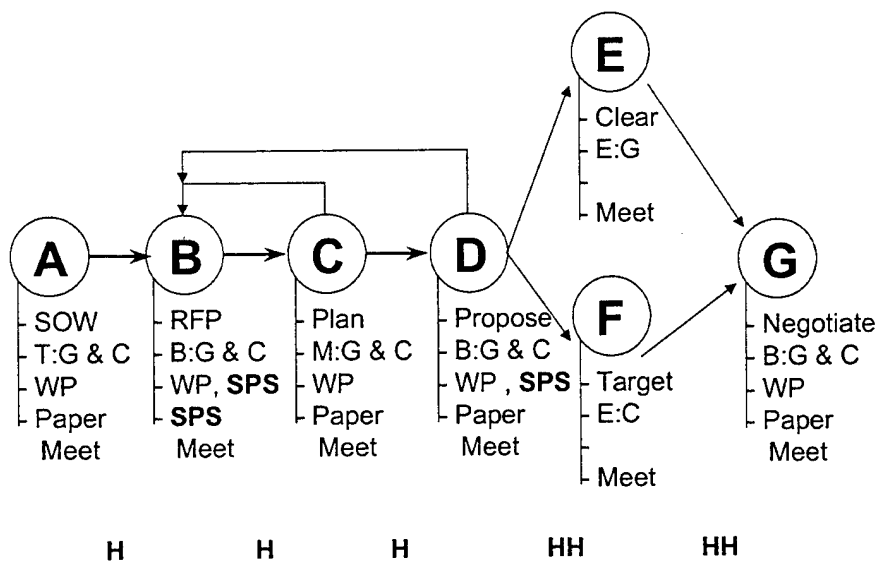 A
SOW
T:G & C
WP
Paper
Meet
B
RFP
B:G & C
WP, SPS
SPS
Meet
C
Plan
M:G & C
WP
Paper
Meet
D
Propose
B:G & C
WP , SPS
Paper
Meet
E
Clear
E:G
Meet
F
Target
E:C
Meet
G
Negotiate
B:G & C
WP
Paper
Meet
H H H HH HH